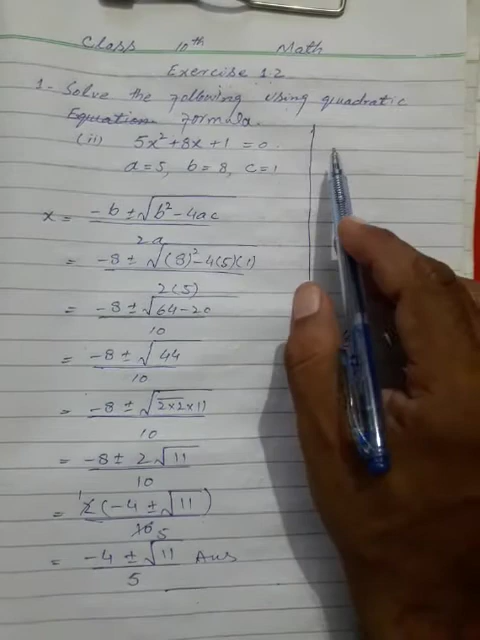 Class 10th Math
Exercise 1.2
1- Solve the following using quadratic
Equation Formula.
(ii) 5x² + 8x + 1 = 0
a = 5, b = 8, c = 1
x = -b ± √b² - 4ac
2a
= -8 ± √(8)² - 4(5)(1)
2(5)
= -8 ± √64 - 20
10
= -8 ± √44
10
= -8 ± √2×2×11
10
= -8 ± 2√11
10
= 1 2(-4 ± √11)
10 5
= -4 ± √11 Ans
5